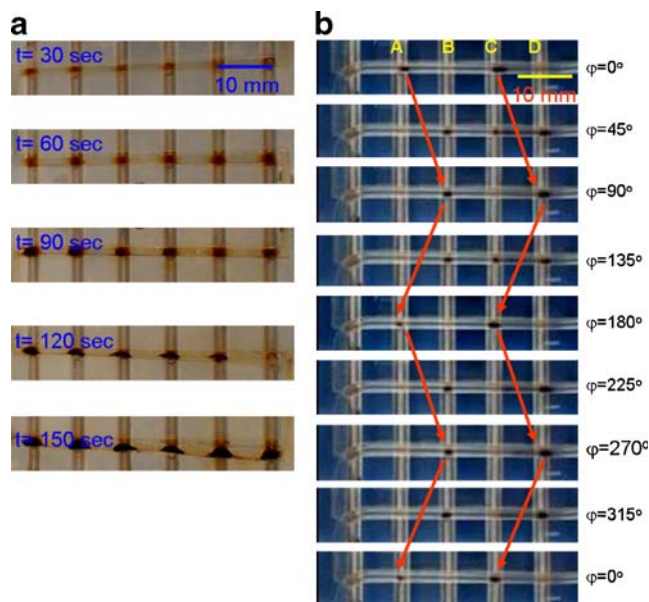 a
t= 30 sec
10 mm
t= 60 sec
t= 90 sec
t= 120 sec
t= 150 sec
b
A B C D
10 mm
φ=0°
φ=45°
φ=90°
φ=135°
φ=180°
φ=225°
φ=270°
φ=315°
φ=0°